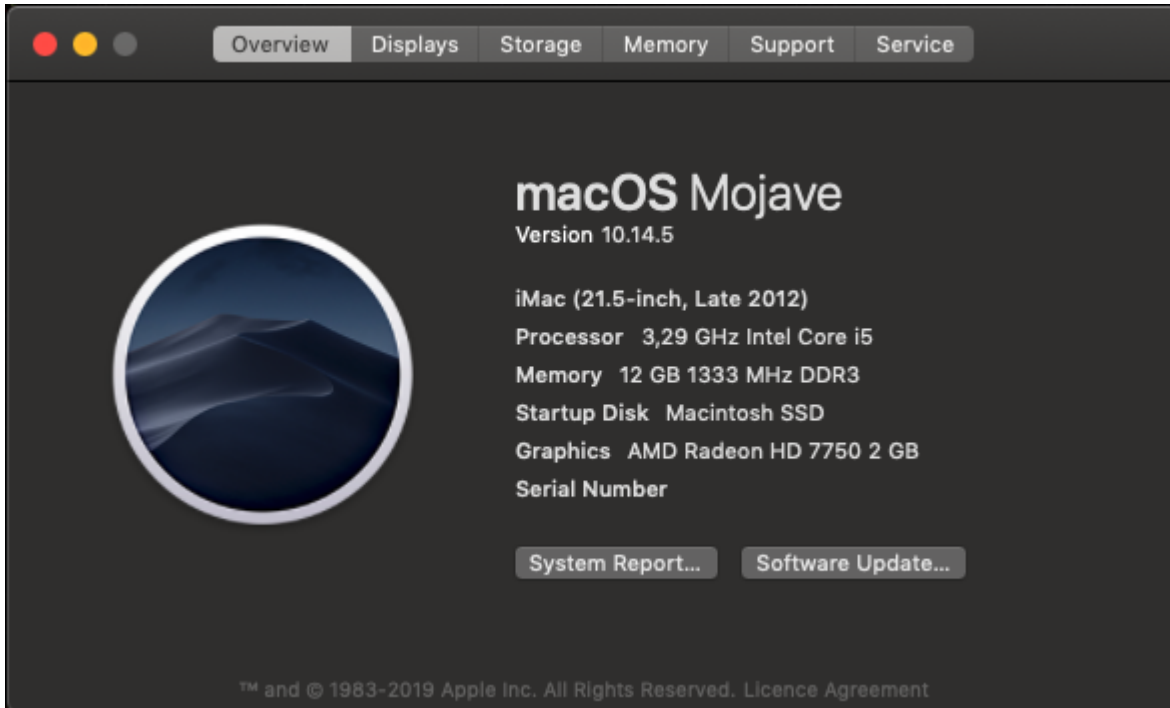 Overview Displays Storage Memory Support Service
macOS Mojave
Version 10.14.5
iMac (21.5-inch, Late 2012)
Processor 3,29 GHz Intel Core i5
Memory 12 GB 1333 MHz DDR3
Startup Disk Macintosh SSD
Graphics AMD Radeon HD 7750 2 GB
Serial Number
System Report... Software Update...
™ and © 1983-2019 Apple Inc. All Rights Reserved. Licence Agreement